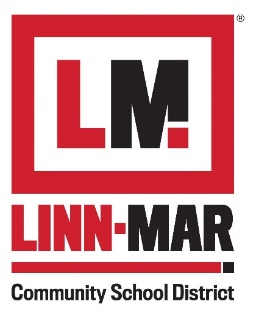 ®
LM
LINN-MAR
Community School District